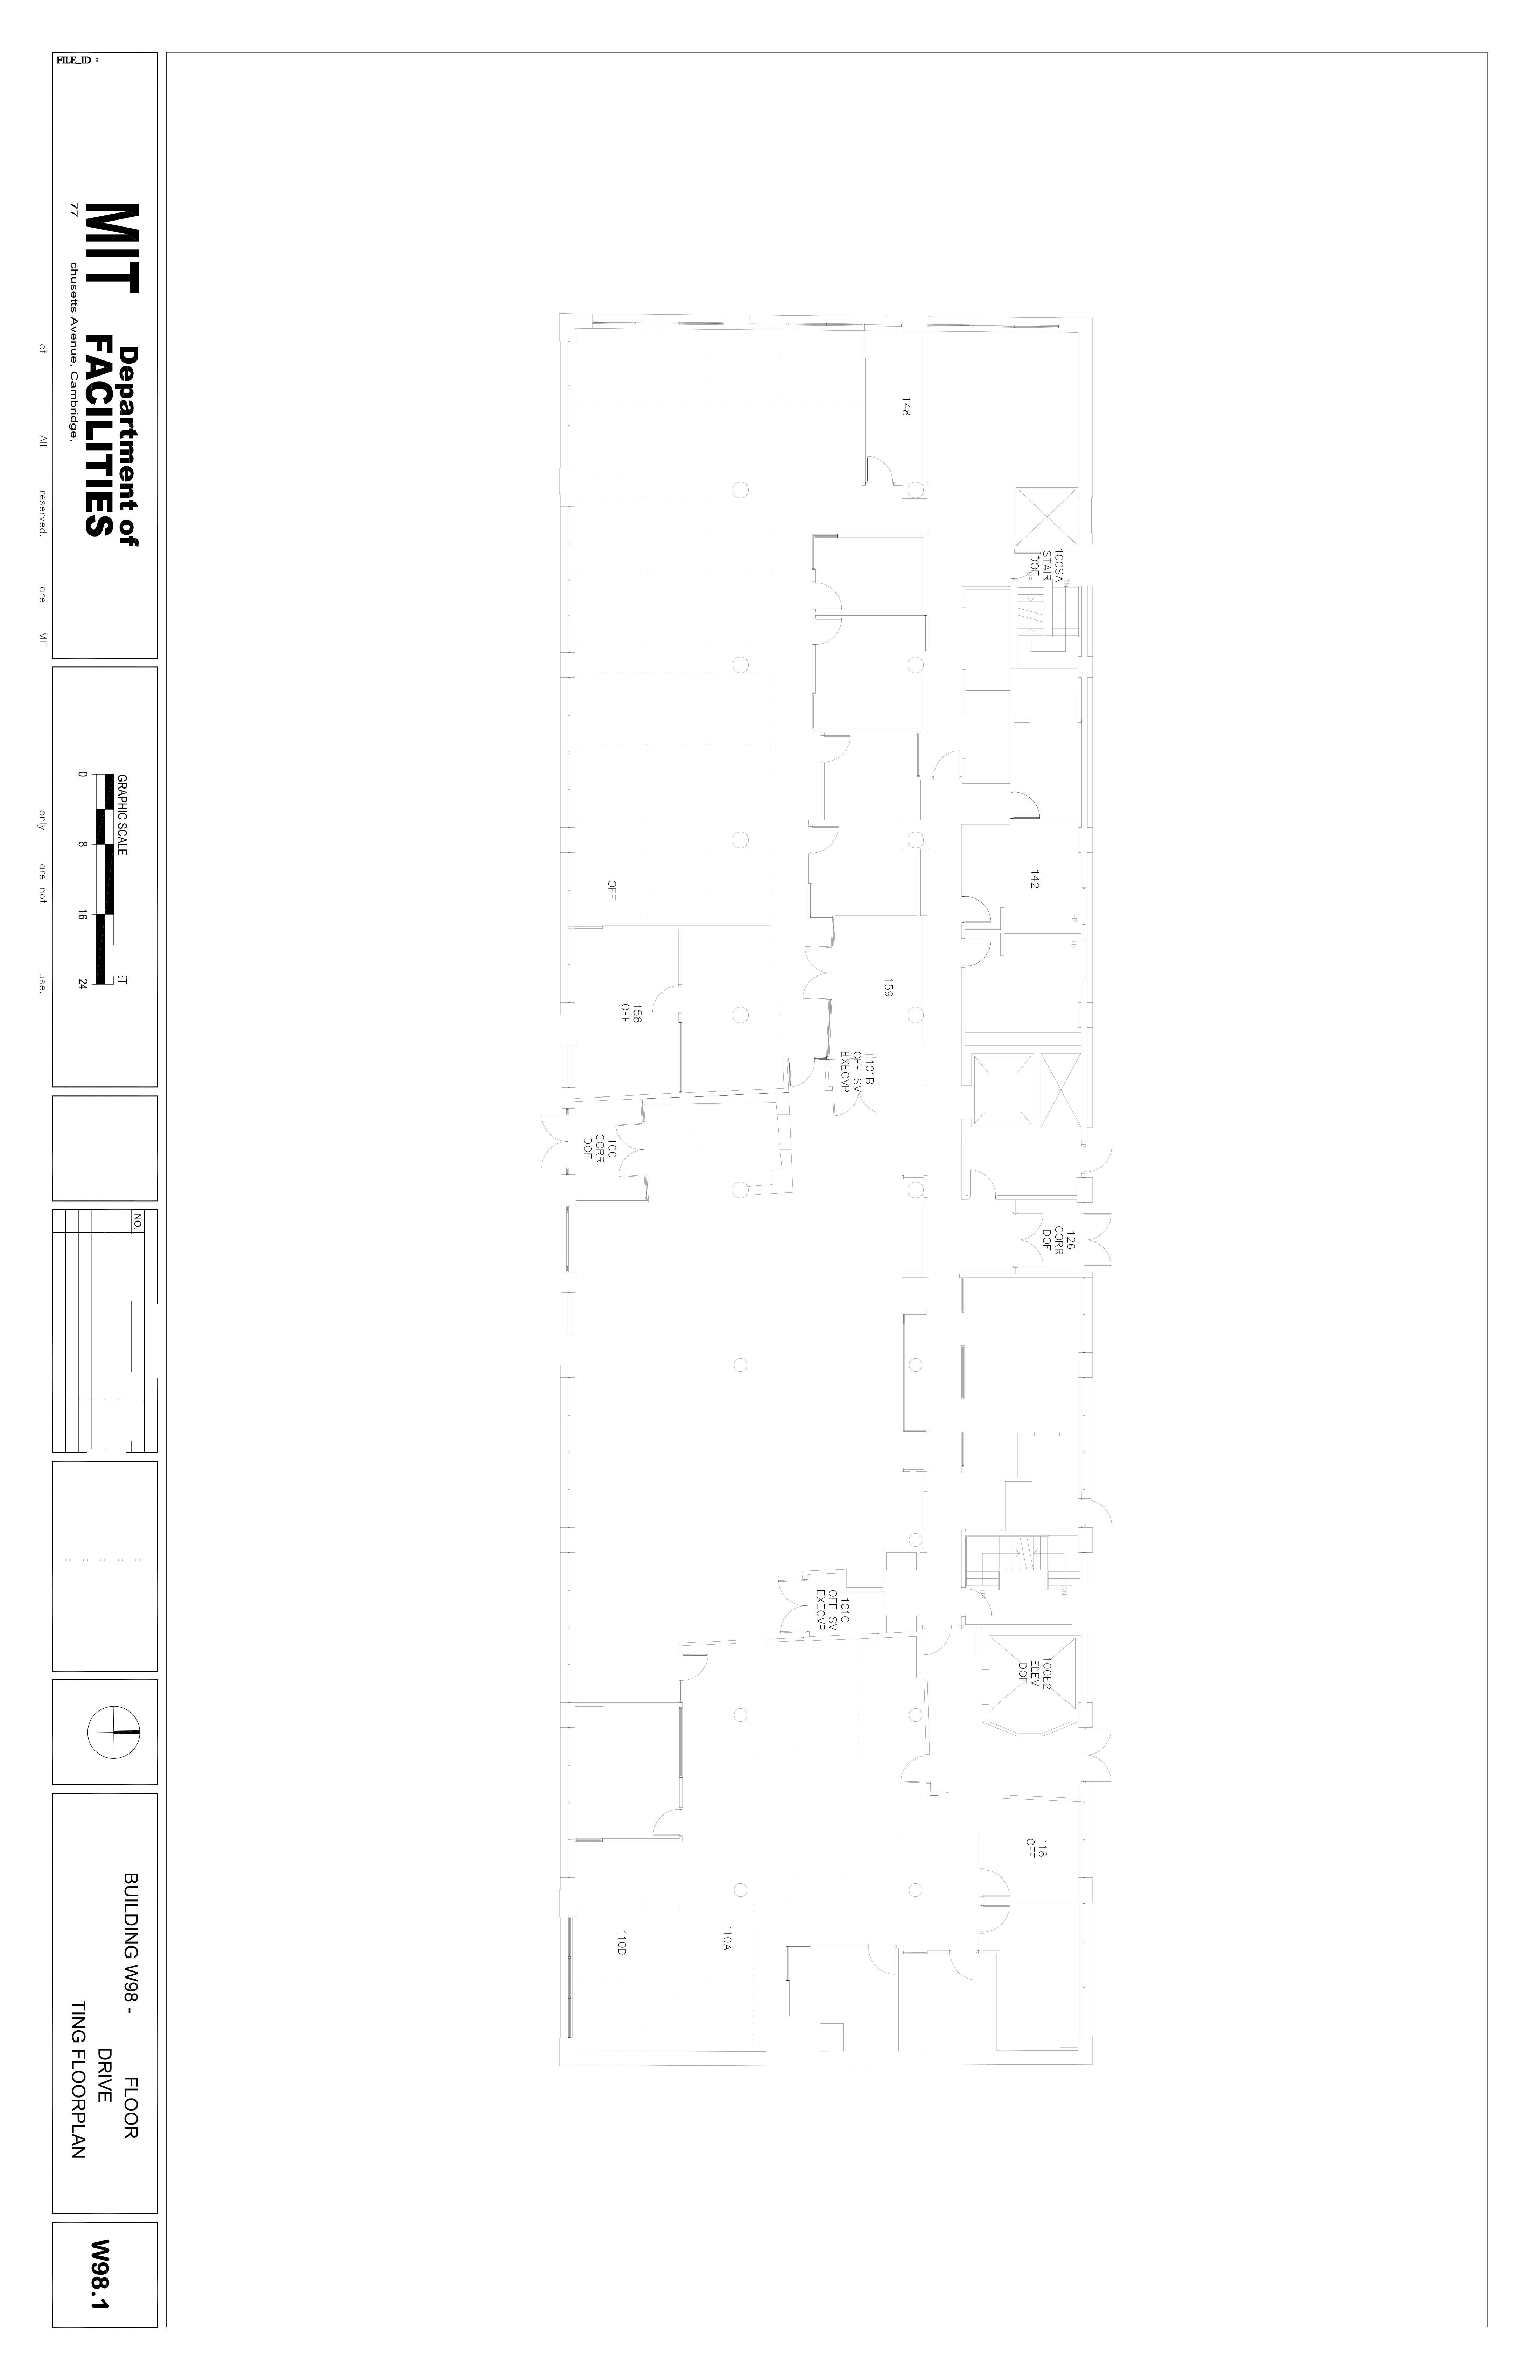 FILE_ID :
MIT
Department of
FACILITIES
77 chusetts Avenue, Cambridge,
of All reserved. are MIT only are not use.
GRAPHIC SCALE :T
0 8 16 24
NO.
: : : : :
BUILDING W98 - FLOOR
DRIVE
TING FLOORPLAN
W98.1
148
100SA
STAIR
DOF
142
HP
HP
OFF
159
158
OFF
101B
OFF SV
EXECVP
100
CORR
DOF
126
CORR
DOF
101C
OFF SV
EXECVP
DN
100E2
ELEV
DOF
118
OFF
110A
110D